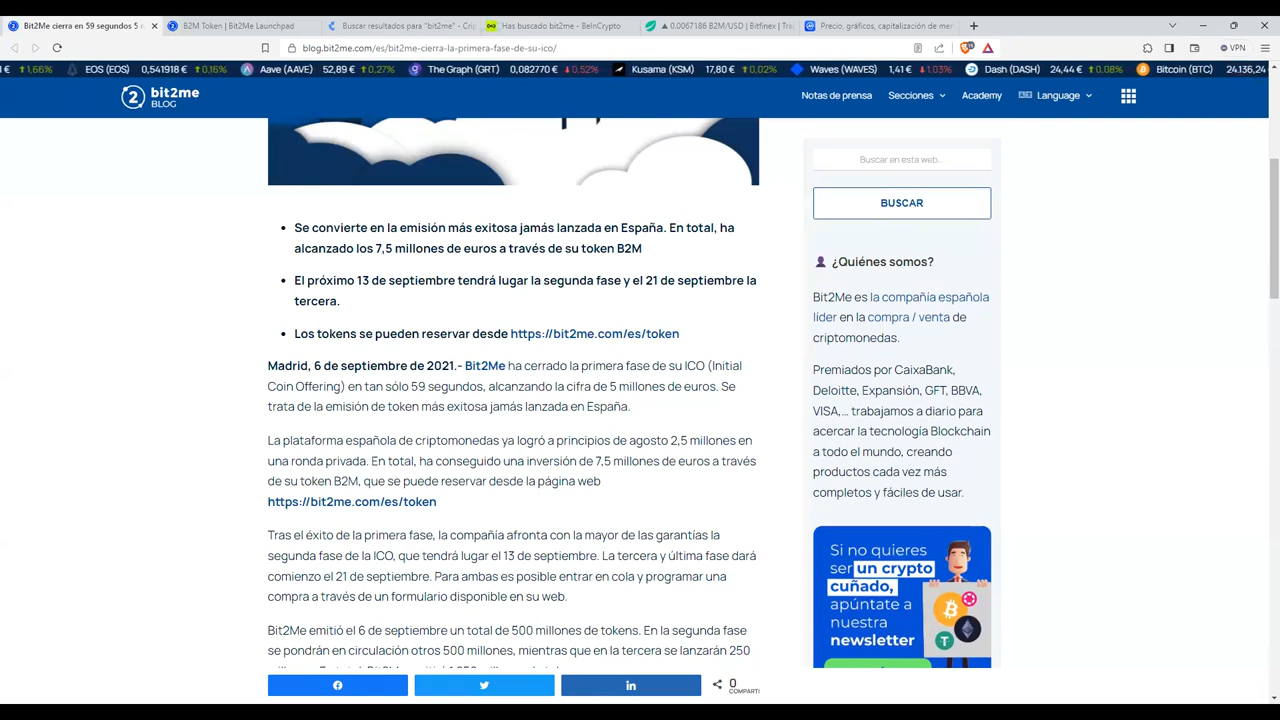 Bit2Me cierra en 59 segundos 5 n
B2M Token | Bit2Me Launchpad
Buscar resultados para "bit2me" - Cri
Has buscado bit2me - BeInCrypto
▲ 0.0067186 B2M/USD | Bitfinex | Tra
Precio, gráficos, capitalización de mer
blog.bit2me.com/es/bit2me-cierra-la-primera-fase-de-su-ico/
VPN
€ 1,66% EOS (EOS) 0,541918 € 0,16% Aave (AAVE) 52,89 € 0,27% The Graph (GRT) 0,082770 € 0,52% Kusama (KSM) 17,80 € 0,02% Waves (WAVES) 1,41 € 1,03% Dash (DASH) 24,44 € 0,08% Bitcoin (BTC) 24.136,24
bit2me
BLOG
Notas de prensa
Secciones
Academy
Language
Se convierte en la emisión más exitosa jamás lanzada en España. En total, ha
alcanzado los 7,5 millones de euros a través de su token B2M
El próximo 13 de septiembre tendrá lugar la segunda fase y el 21 de septiembre la
tercera.
Los tokens se pueden reservar desde https://bit2me.com/es/token
Madrid, 6 de septiembre de 2021.- Bit2Me ha cerrado la primera fase de su ICO (Initial
Coin Offering) en tan sólo 59 segundos, alcanzando la cifra de 5 millones de euros. Se
trata de la emisión de token más exitosa jamás lanzada en España.
La plataforma española de criptomonedas ya logró a principios de agosto 2,5 millones en
una ronda privada. En total, ha conseguido una inversión de 7,5 millones de euros a través
de su token B2M, que se puede reservar desde la página web
https://bit2me.com/es/token
Tras el éxito de la primera fase, la compañía afronta con la mayor de las garantías la
segunda fase de la ICO, que tendrá lugar el 13 de septiembre. La tercera y última fase dará
comienzo el 21 de septiembre. Para ambas es posible entrar en cola y programar una
compra a través de un formulario disponible en su web.
Bit2Me emitió el 6 de septiembre un total de 500 millones de tokens. En la segunda fase
se pondrán en circulación otros 500 millones, mientras que en la tercera se lanzarán 250
0
COMPARTI
Buscar en esta web...
BUSCAR
¿Quiénes somos?
Bit2Me es la compañía española
líder en la compra / venta de
criptomonedas.
Premiados por CaixaBank,
Deloitte, Expansión, GFT, BBVA,
VISA,... trabajamos a diario para
acercar la tecnología Blockchain
a todo el mundo, creando
productos cada vez más
completos y fáciles de usar.
Si no quieres
ser un crypto
cuñado,
apúntate a
nuestra
newsletter